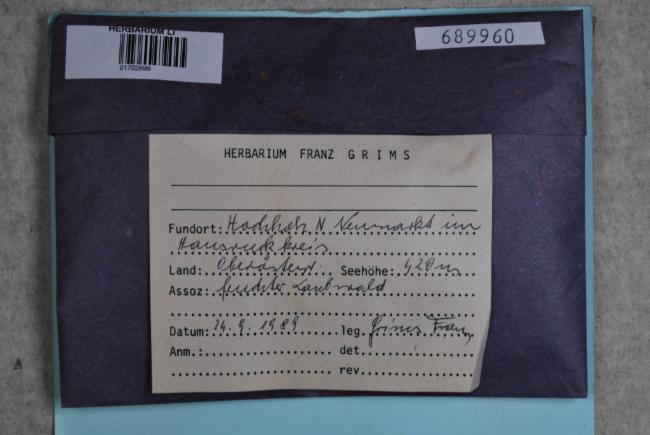 HERBARIUM LI
01702699
689960
HERBARIUM FRANZ GRIMS
Fundort: N Neumarkt im
Hausruckkreis
Land: Oberösterr. Seehöhe: 420 m
Assoz: feuchter Laubwald
Datum: 14.9.1989 leg. Grims Franz
Anm.: det.
rev.